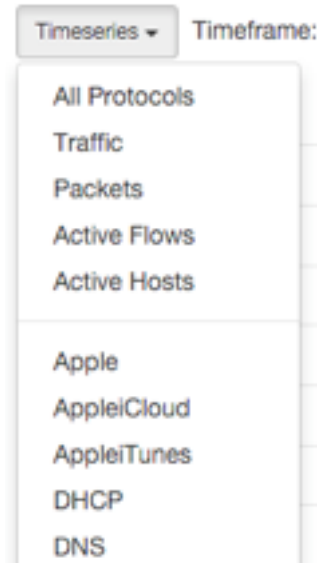 Timeseries Timeframe:
All Protocols
Traffic
Packets
Active Flows
Active Hosts
Apple
AppleiCloud
AppleiTunes
DHCP
DNS